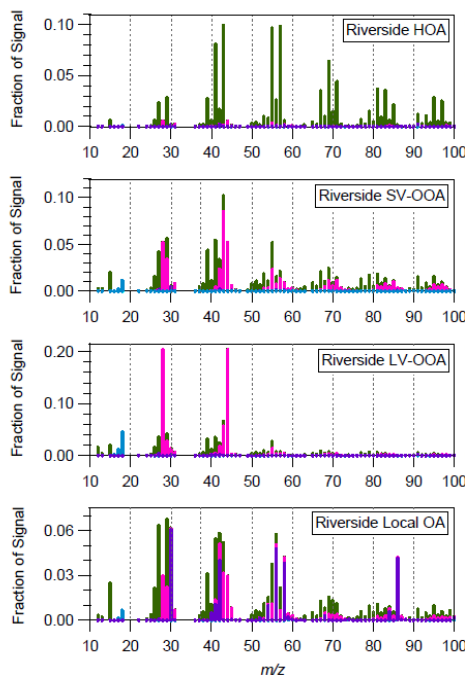 Fraction of Signal
0.10
0.05
0.00
Riverside HOA
10 20 30 40 50 60 70 80 90 100
Fraction of Signal
0.10
0.05
0.00
Riverside SV-OOA
10 20 30 40 50 60 70 80 90 100
Fraction of Signal
0.20
0.10
0.00
Riverside LV-OOA
10 20 30 40 50 60 70 80 90 100
Fraction of Signal
0.06
0.03
0.00
Riverside Local OA
10 20 30 40 50 60 70 80 90 100
m/z